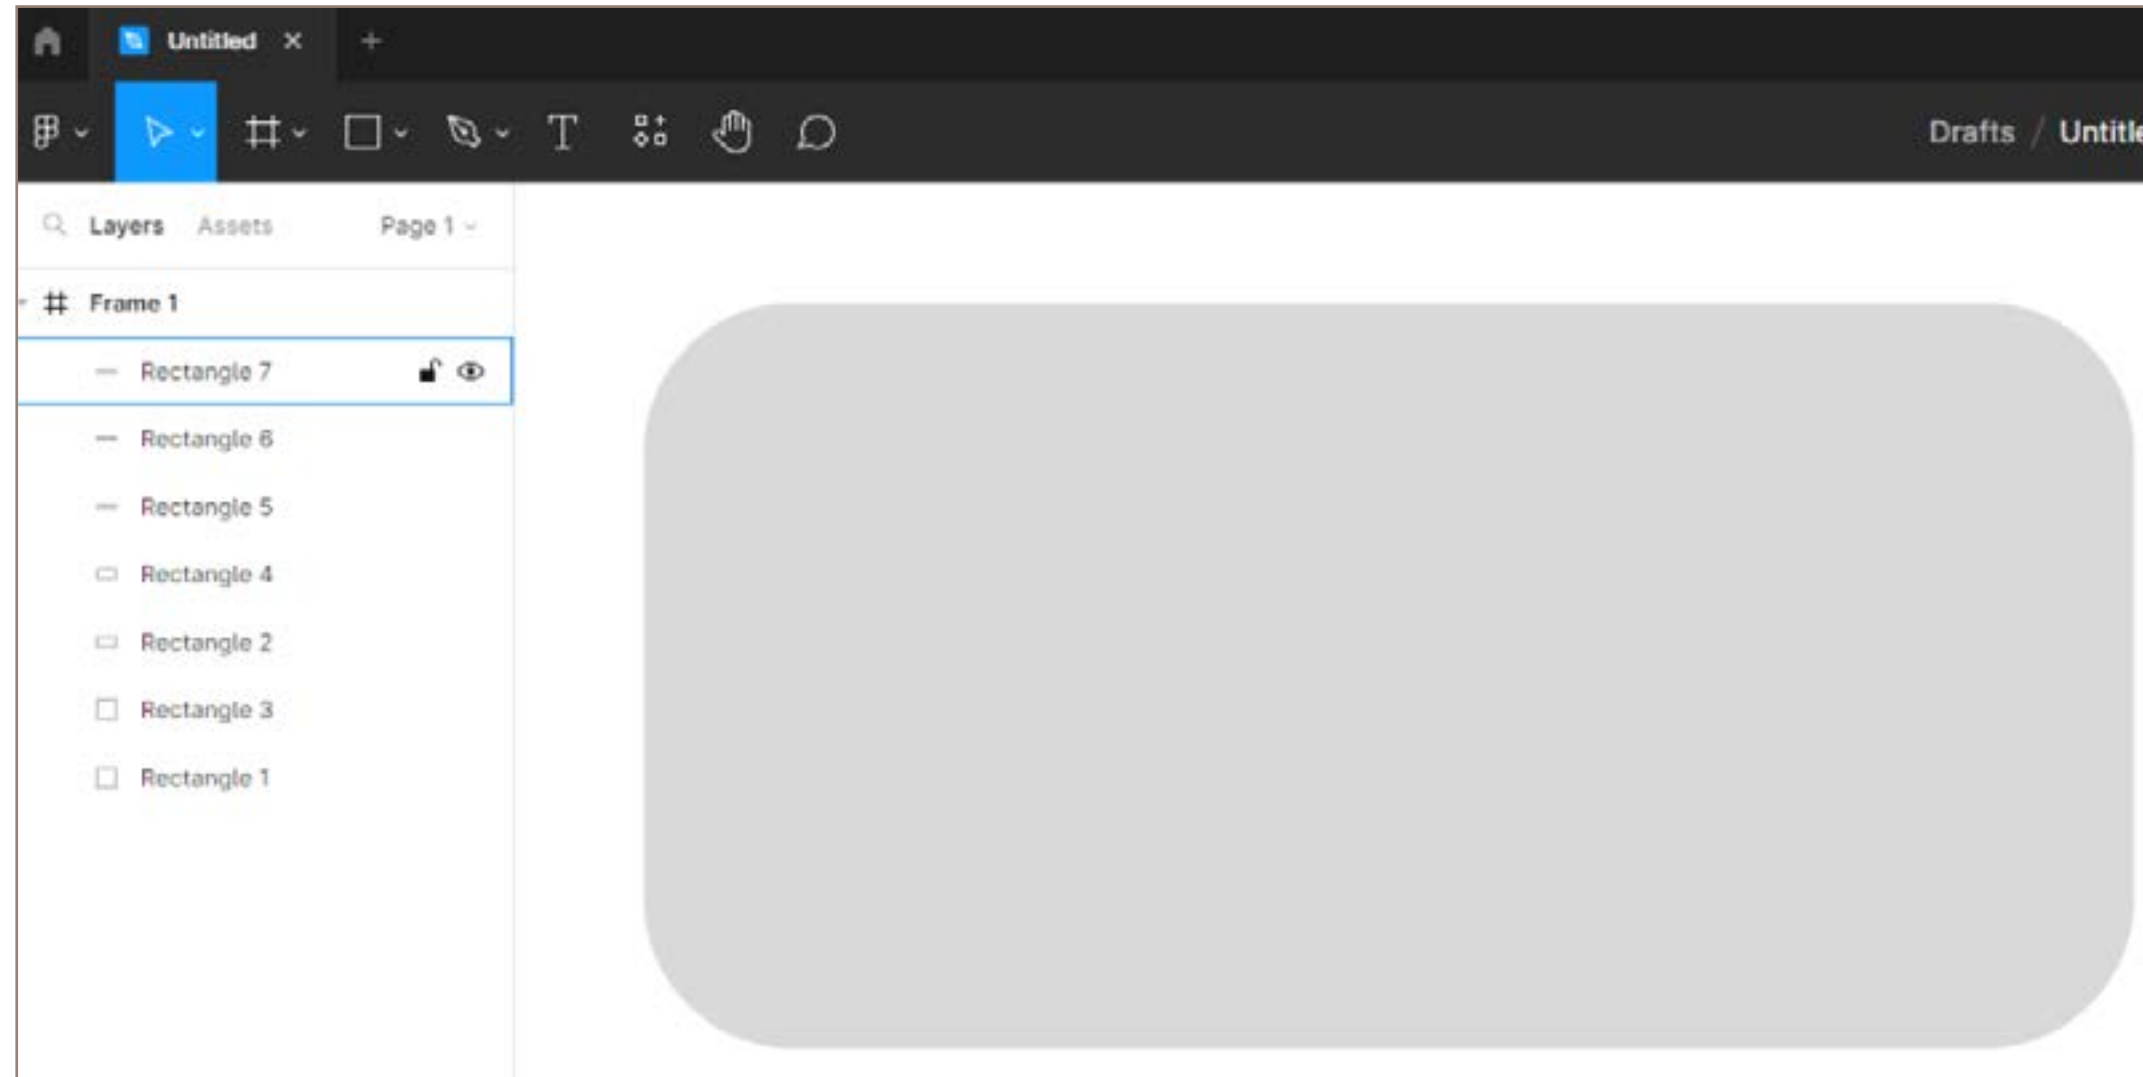 Untitled
T
Drafts / Untitle
Layers Assets Page 1
Frame 1
Rectangle 7
Rectangle 6
Rectangle 5
Rectangle 4
Rectangle 2
Rectangle 3
Rectangle 1